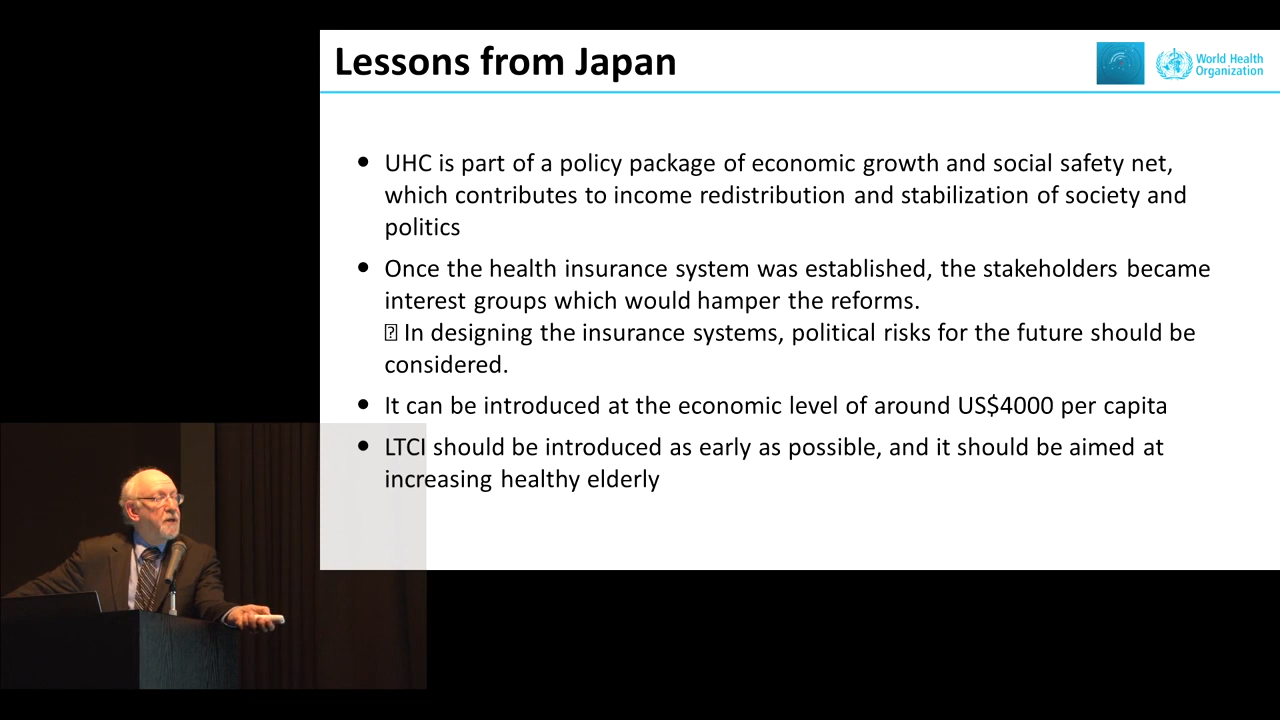 Lessons from Japan
World Health
Organization
● UHC is part of a policy package of economic growth and social safety net,
which contributes to income redistribution and stabilization of society and
politics
● Once the health insurance system was established, the stakeholders became
interest groups which would hamper the reforms.
⍰ In designing the insurance systems, political risks for the future should be
considered.
● It can be introduced at the economic level of around US$4000 per capita
● LTCI should be introduced as early as possible, and it should be aimed at
increasing healthy elderly